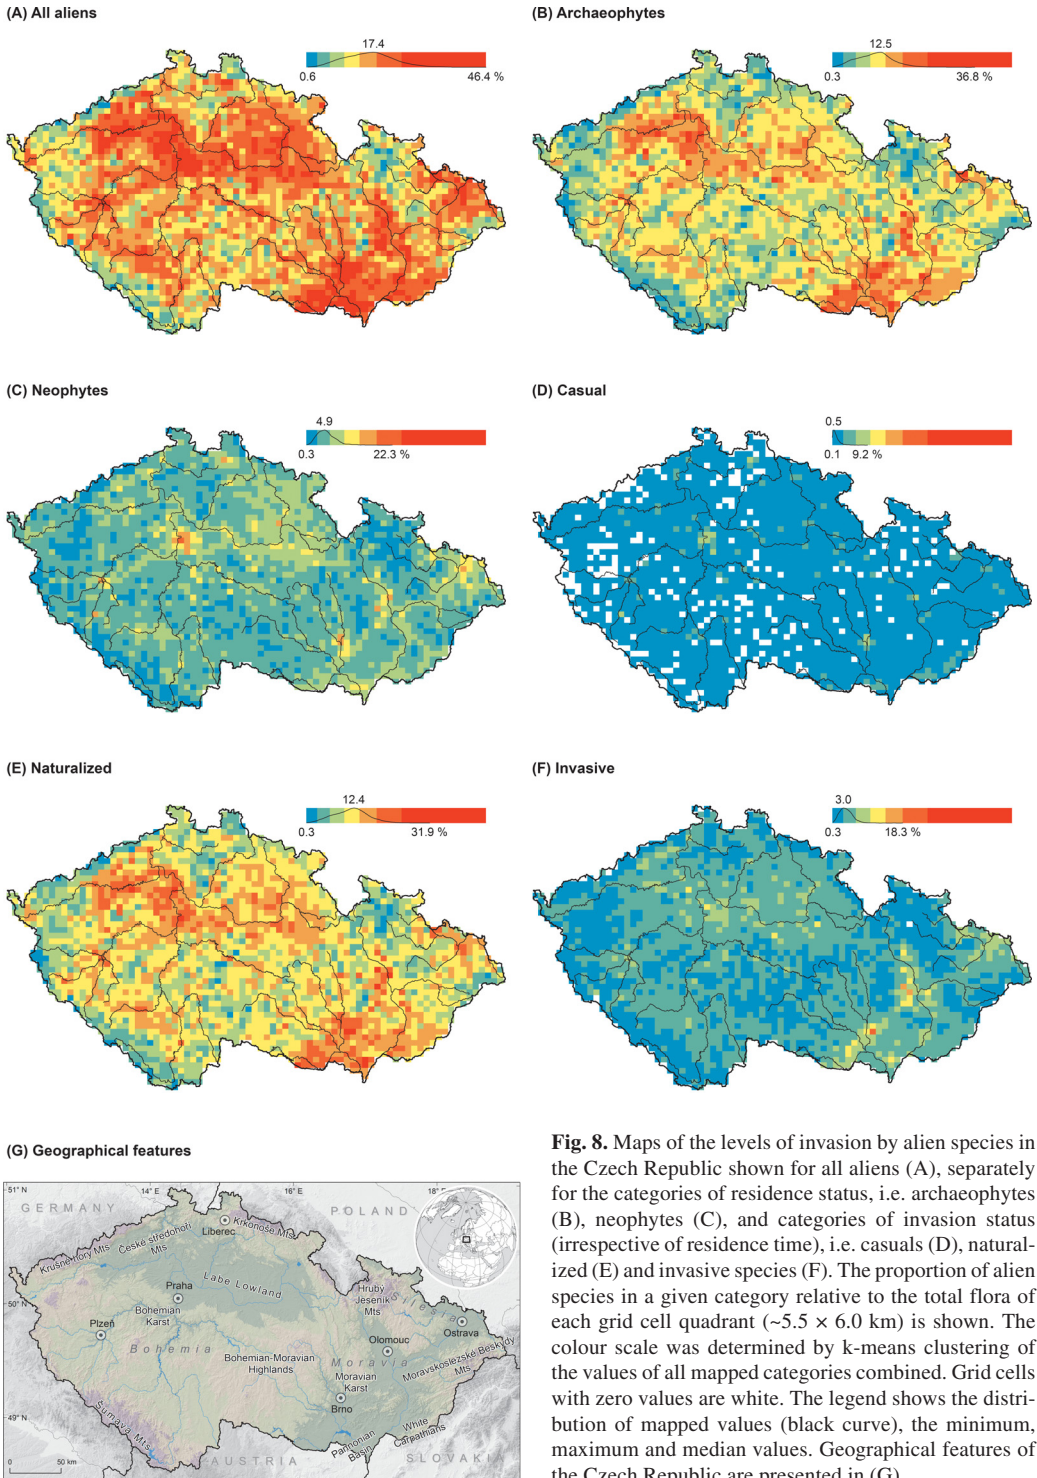 (A) All aliens
17.4
0.6 46.4 %
(B) Archaeophytes
12.5
0.3 36.8 %
(C) Neophytes
4.9
0.3 22.3 %
(D) Casual
0.5
0.1 9.2 %
(E) Naturalized
12.4
0.3 31.9 %
(F) Invasive
3.0
0.3 18.3 %
(G) Geographical features
51° N 14° E 16° E 18°
GERMANY
POLAND
Liberec
Krkonoše Mts
Krušné hory Mts
České středohoří
Mts
Labe Lowland
Praha
50° N
Hrubý
Jeseník
Mts
Silesia
Bohemian
Karst
Plzeň
Ostrava
Olomouc
Bohemia
Moravia
Bohemian-Moravian
Highlands
Moravskoslezské Beskydy
Mts
Moravian
Karst
Brno
49° N
Šumava Mts
White
Carpathians
Pannonian
Basin
AUSTRIA
SLOVAKIA
0 50 km
Fig. 8. Maps of the levels of invasion by alien species in
the Czech Republic shown for all aliens (A), separately
for the categories of residence status, i.e. archaeophytes
(B), neophytes (C), and categories of invasion status
(irrespective of residence time), i.e. casuals (D), natural-
ized (E) and invasive species (F). The proportion of alien
species in a given category relative to the total flora of
each grid cell quadrant (~5.5 × 6.0 km) is shown. The
colour scale was determined by k-means clustering of
the values of all mapped categories combined. Grid cells
with zero values are white. The legend shows the distri-
bution of mapped values (black curve), the minimum,
maximum and median values. Geographical features of
the Czech Republic are presented in (G).